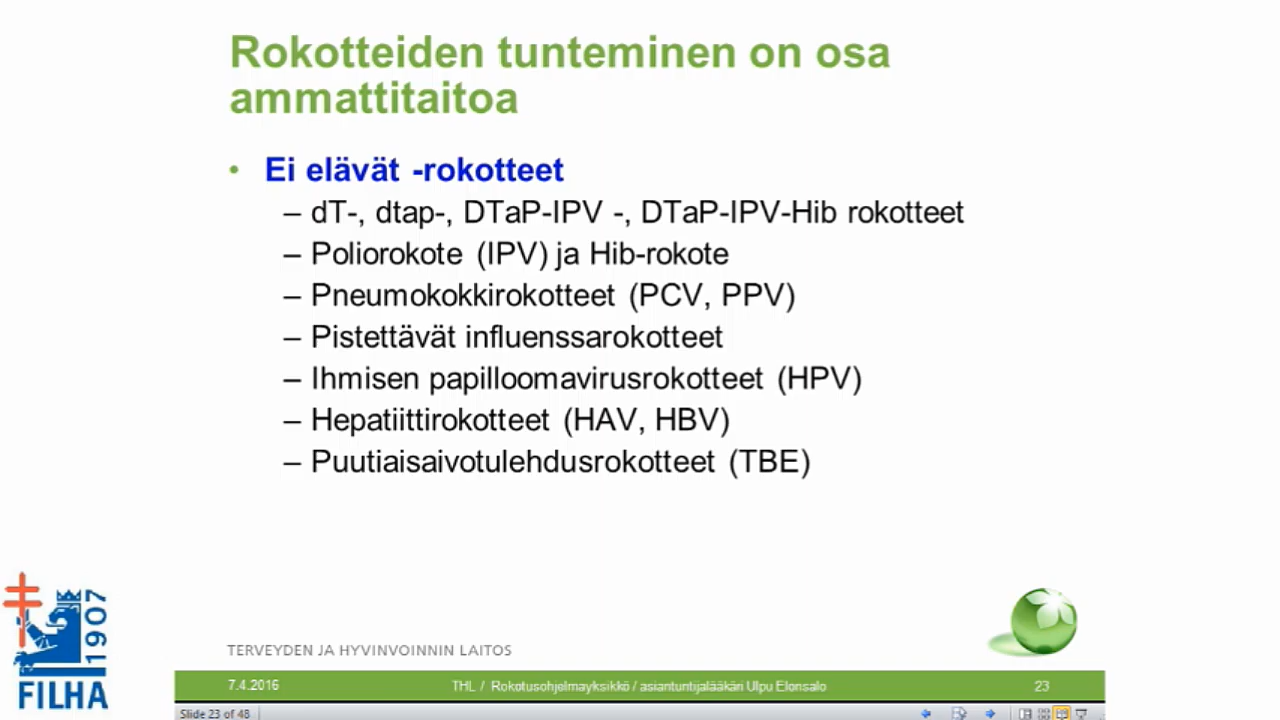 Rokotteiden tunteminen on osa
ammattitaitoa
• Ei elävät -rokotteet
– dT-, dtap-, DTaP-IPV -, DTaP-IPV-Hib rokotteet
– Poliorokote (IPV) ja Hib-rokote
– Pneumokokkirokotteet (PCV, PPV)
– Pistettävät influenssarokotteet
– Ihmisen papilloomavirusrokotteet (HPV)
– Hepatiittirokotteet (HAV, HBV)
– Puutiaisaivotulehdusrokotteet (TBE)
1907
FILHA
TERVEYDEN JA HYVINVOINNIN LAITOS
7.4.2016
THL / Rokotusohjelmayksikkö / asiantuntijalääkäri Ulpu Elonsalo
23
Slide 23 of 48